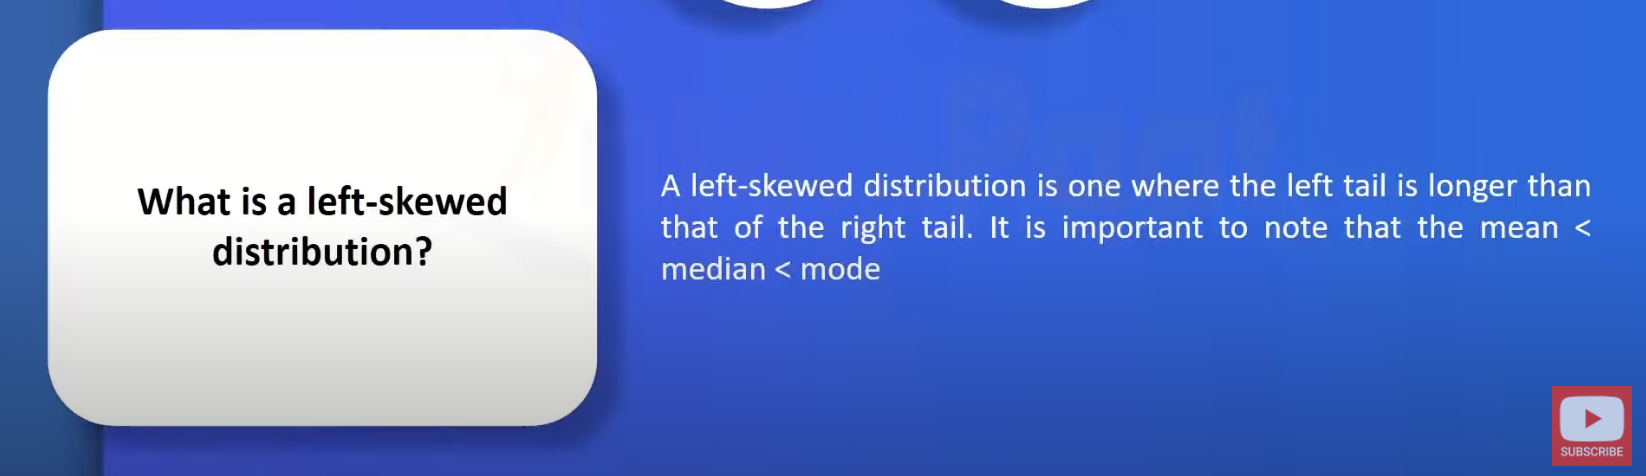 What is a left-skewed
distribution?
A left-skewed distribution is one where the left tail is longer than
that of the right tail. It is important to note that the mean <
median < mode
SUBSCRIBE